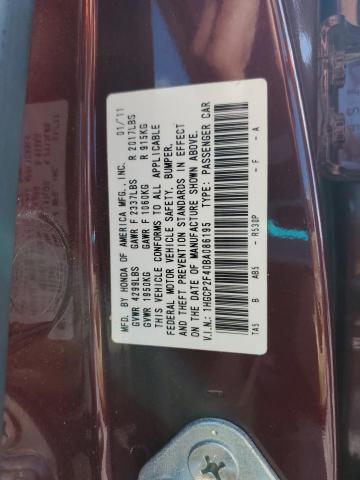 MFD. BY HONDA OF AMERICA MFG., INC. 01/11
GVWR 4299LBS GAWR F 2337LBS R 2017LBS
GVWR 1950KG GAWR F 1060KG R 915KG
THIS VEHICLE CONFORMS TO ALL APPLICABLE
FEDERAL MOTOR VEHICLE SAFETY, BUMPER,
AND THEFT PREVENTION STANDARDS IN EFFECT
ON THE DATE OF MANUFACTURE SHOWN ABOVE.
V.I.N.: 1HGCP2F40BA086195 TYPE: PASSENGER CAR
TA5 B AB5 - R530P - F - A